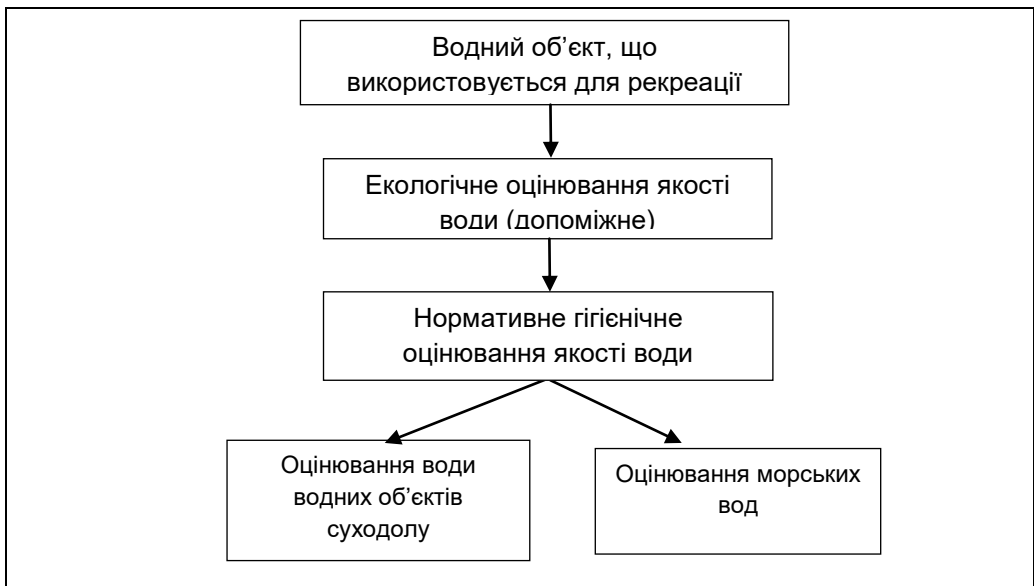 Водний об’єкт, що
використовується для рекреації
Екологічне оцінювання якості
води (допоміжне)
Нормативне гігієнічне
оцінювання якості води
Оцінювання води
водних об’єктів
суходолу
Оцінювання морських
вод